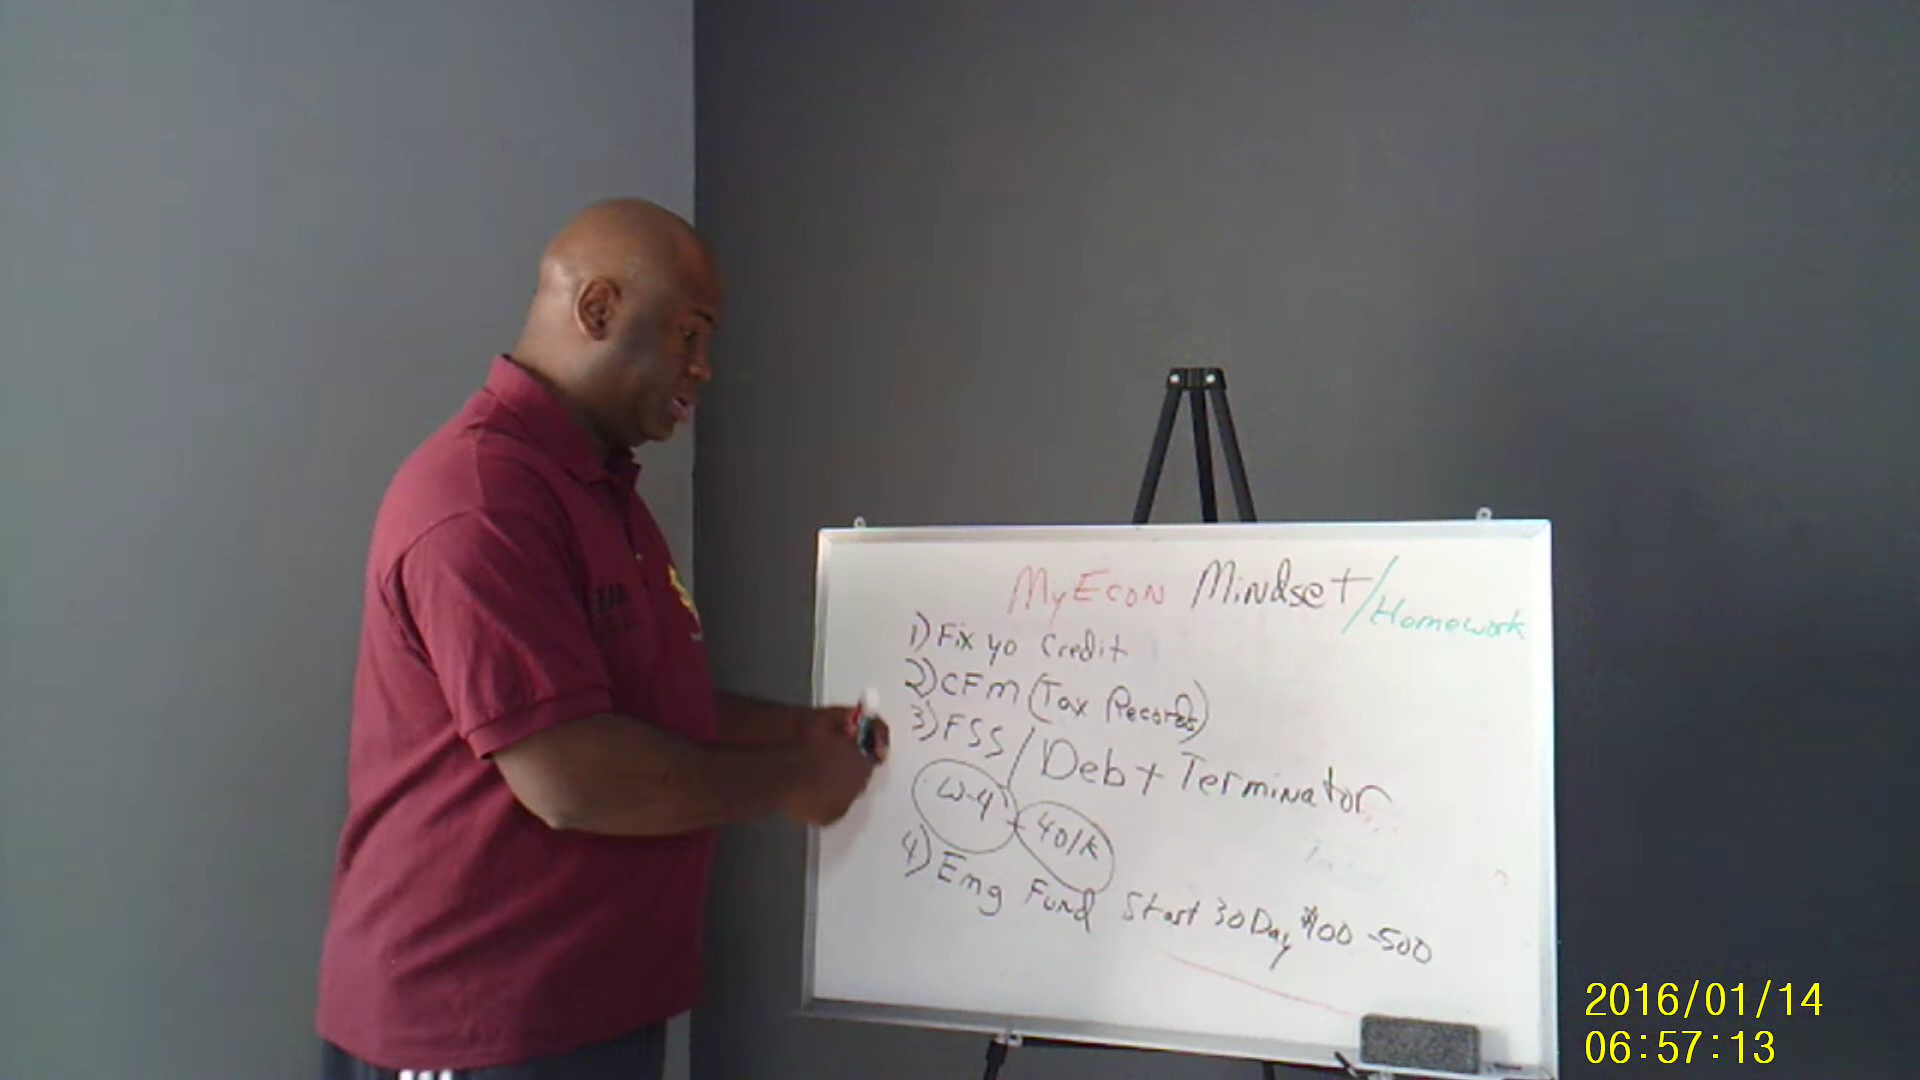 MyEcon Mindset/Homework
1) Fix yo Credit
2) CFM (Tax Records)
3) FSS / Debt Terminator
W-4 + 401k
4) Emg Fund Start 30 Day $100 -500
2016/01/14
06:57:13